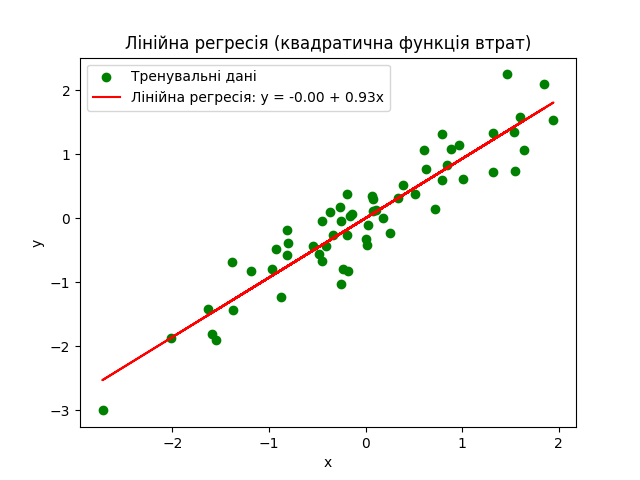 Лінійна регресія (квадратична функція втрат)
Тренувальні дані
Лінійна регресія: y = -0.00 + 0.93x
y
2
1
0
−1
−2
−3
−2
−1
0
1
2
x